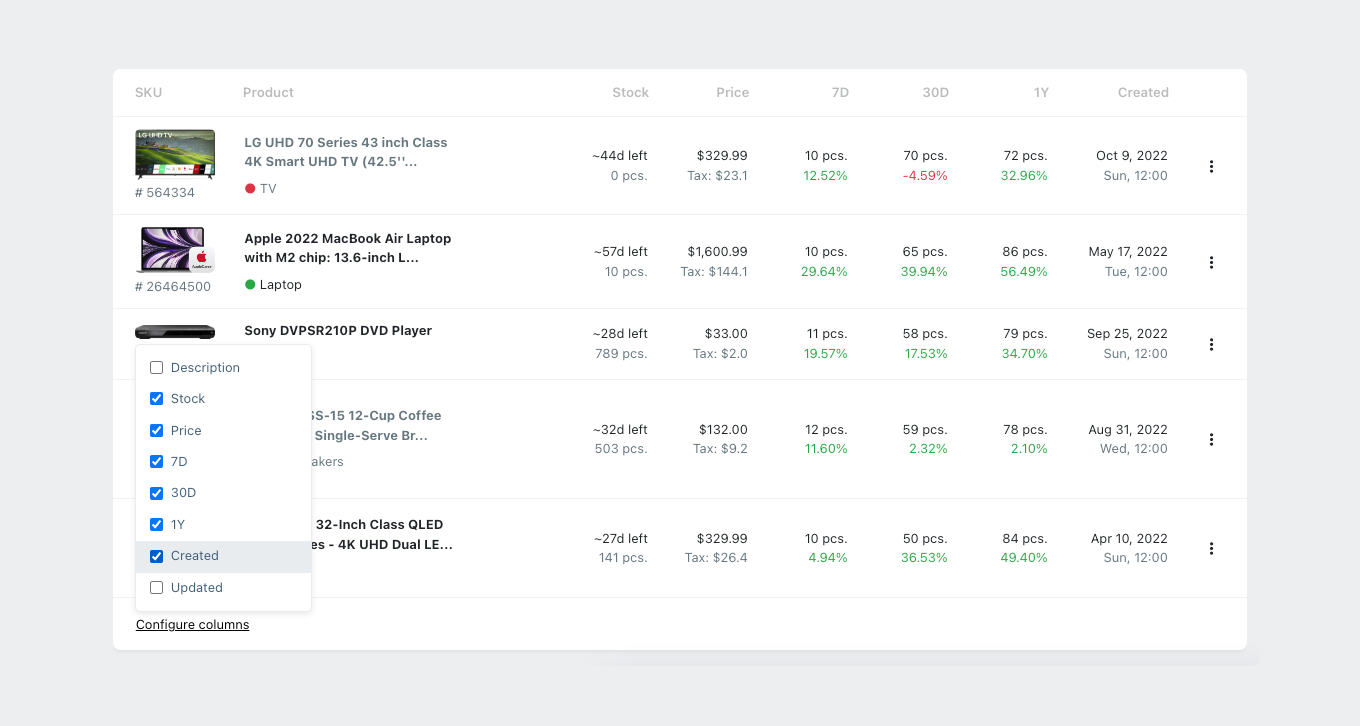 SKU Product Stock Price 7D 30D 1Y Created
LG UHD TV
# 564334
LG UHD 70 Series 43 inch Class
4K Smart UHD TV (42.5''...
TV
~44d left $329.99 10 pcs. 70 pcs. 72 pcs. Oct 9, 2022
0 pcs. Tax: $23.1 12.52% -4.59% 32.96% Sun, 12:00
AppleCare
# 26464500
Apple 2022 MacBook Air Laptop
with M2 chip: 13.6-inch L...
Laptop
~57d left $1,600.99 10 pcs. 65 pcs. 86 pcs. May 17, 2022
10 pcs. Tax: $144.1 29.64% 39.94% 56.49% Tue, 12:00
Sony DVPSR210P DVD Player
~28d left $33.00 11 pcs. 58 pcs. 79 pcs. Sep 25, 2022
789 pcs. Tax: $2.0 19.57% 17.53% 34.70% Sun, 12:00
SS-15 12-Cup Coffee
Single-Serve Br...
akers
~32d left $132.00 12 pcs. 59 pcs. 78 pcs. Aug 31, 2022
503 pcs. Tax: $9.2 11.60% 2.32% 2.10% Wed, 12:00
32-Inch Class QLED
es - 4K UHD Dual LE...
~27d left $329.99 10 pcs. 50 pcs. 84 pcs. Apr 10, 2022
141 pcs. Tax: $26.4 4.94% 36.53% 49.40% Sun, 12:00
Description
Stock
Price
7D
30D
1Y
Created
Updated
Configure columns